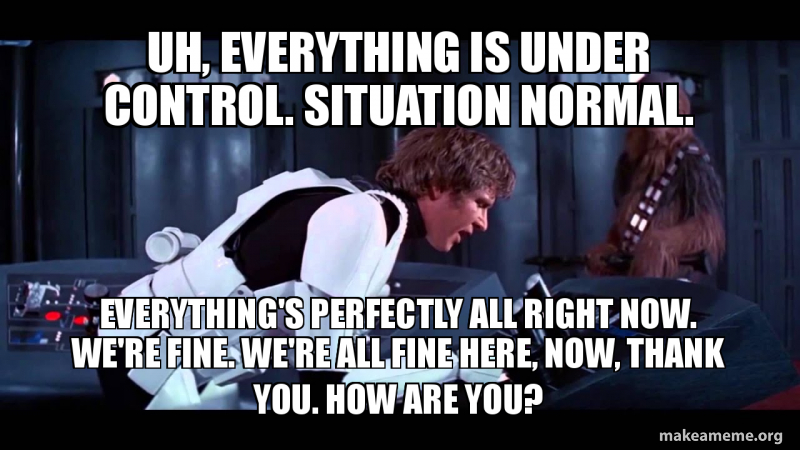 UH, EVERYTHING IS UNDER
CONTROL. SITUATION NORMAL.
EVERYTHING'S PERFECTLY ALL RIGHT NOW.
WE'RE FINE. WE'RE ALL FINE HERE, NOW, THANK
YOU. HOW ARE YOU?
makeameme.org